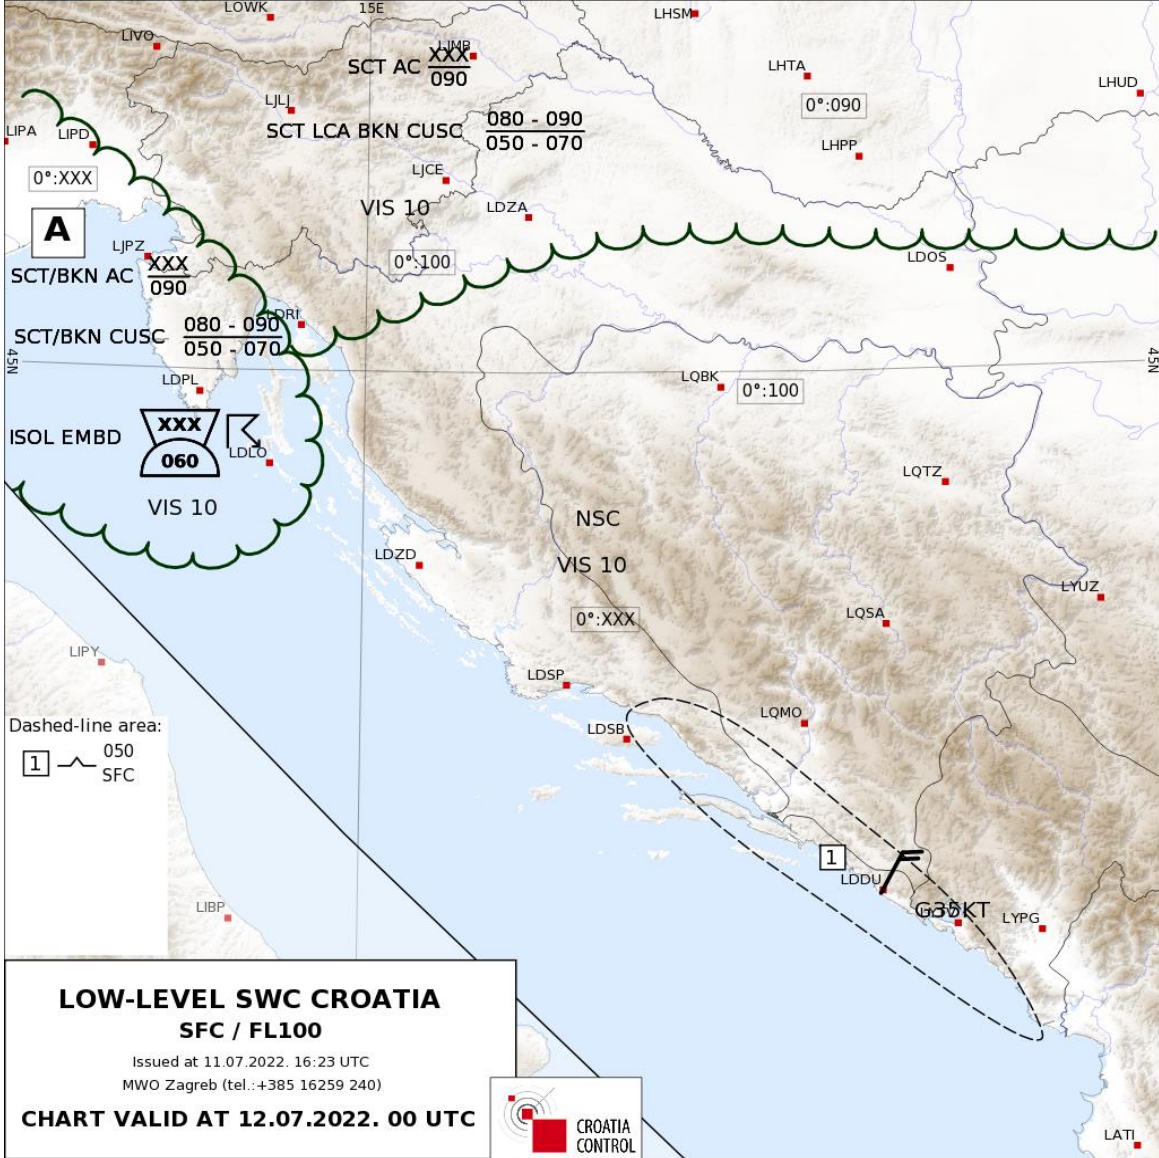 LOWK
15E
LHSM
LIVO
LJMB
SCT AC XXX
090
LHTA
LHUD
0°:090
LJLJ
LIPA
LIPD
SCT LCA BKN CUSC 080 - 090
050 - 070
LHPP
0°:XXX
LJCE
VIS 10
LDZA
A
LJPZ
LDOS
0°:100
SCT/BKN AC XXX
090
LDRI
SCT/BKN CUSC 080 - 090
050 - 070
45N
45N
LDPL
LQBK
0°:100
XXX
ISOL EMBD
060
LDLO
LQTZ
VIS 10
NSC
LDZD
VIS 10
LYUZ
LQSA
0°:XXX
LIPY
LDSP
LQMO
LDSB
Dashed-line area:
1
050
SFC
1
LDDU
LIBP
G35KT
LYPG
LOW-LEVEL SWC CROATIA
SFC / FL100
Issued at 11.07.2022. 16:23 UTC
MWO Zagreb (tel.:+385 16259 240)
CHART VALID AT 12.07.2022. 00 UTC
CROATIA
CONTROL
LATI